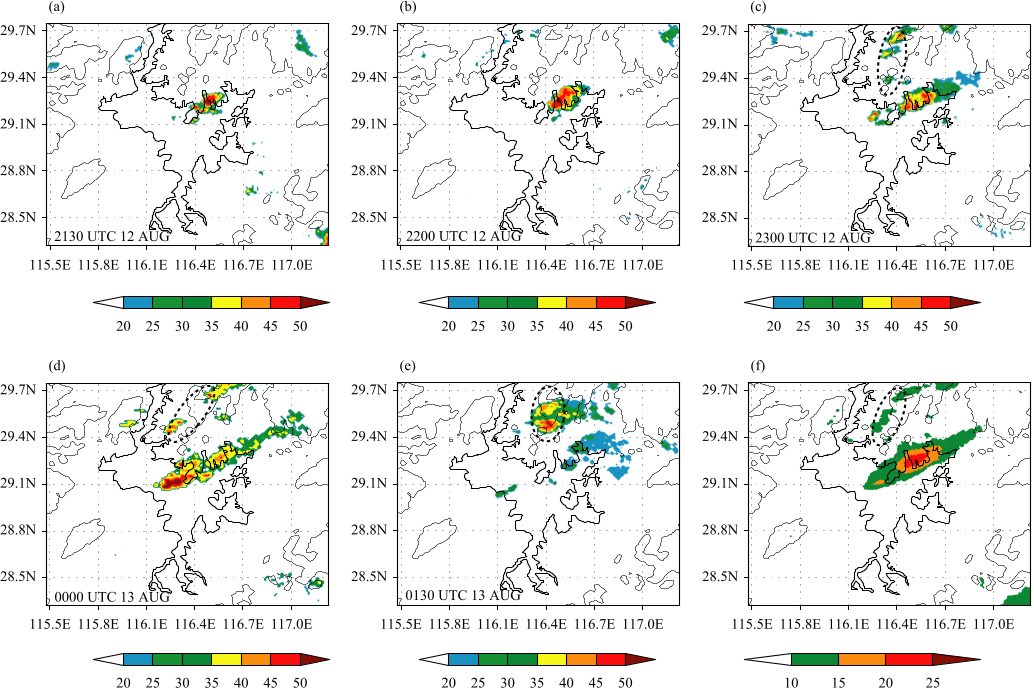 (a) (b) (c)
29.7N 29.7N 29.7N
29.4N 29.4N 29.4N
29.1N 29.1N 29.1N
28.8N 28.8N 28.8N
28.5N 28.5N 28.5N
2130 UTC 12 AUG 2200 UTC 12 AUG 2300 UTC 12 AUG
115.5E 115.8E 116.1E 116.4E 116.7E 117.0E 115.5E 115.8E 116.1E 116.4E 116.7E 117.0E 115.5E 115.8E 116.1E 116.4E 116.7E 117.0E
20 25 30 35 40 45 50 20 25 30 35 40 45 50 20 25 30 35 40 45 50
(d) (e) (f)
29.7N 29.7N 29.7N
29.4N 29.4N 29.4N
29.1N 29.1N 29.1N
28.8N 28.8N 28.8N
28.5N 28.5N 28.5N
0000 UTC 13 AUG 0130 UTC 13 AUG
115.5E 115.8E 116.1E 116.4E 116.7E 117.0E 115.5E 115.8E 116.1E 116.4E 116.7E 117.0E 115.5E 115.8E 116.1E 116.4E 116.7E 117.0E
20 25 30 35 40 45 50 20 25 30 35 40 45 50 10 15 20 25